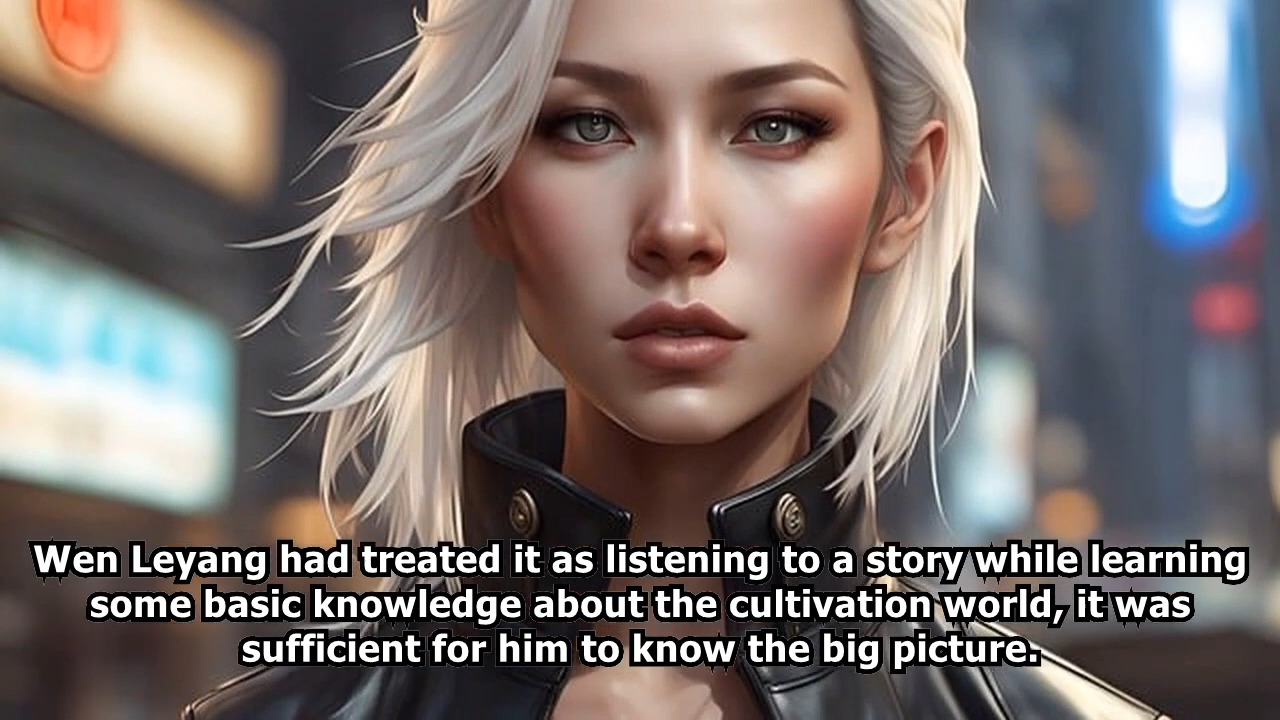 Wen Leyang had treated it as listening to a story while learning
some basic knowledge about the cultivation world, it was
sufficient for him to know the big picture.